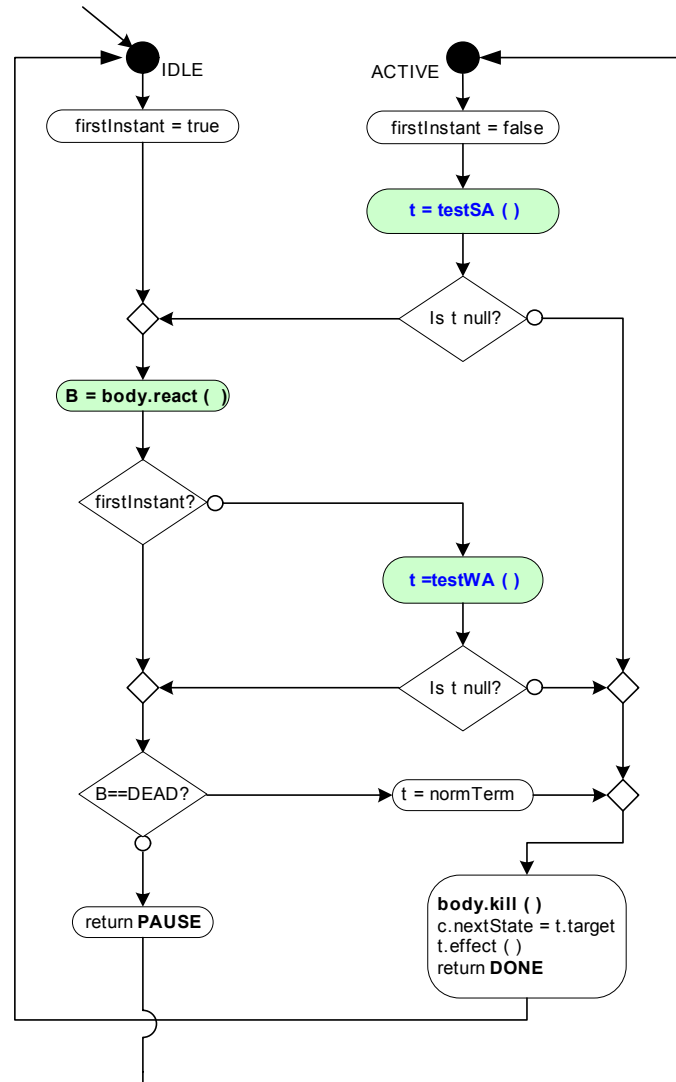 IDLE
ACTIVE
firstInstant = true
firstInstant = false
t = testSA ( )
Is t null?
B = body.react ( )
firstInstant?
t =testWA ( )
Is t null?
B==DEAD?
t = normTerm
return PAUSE
body.kill ( )
c.nextState = t.target
t.effect ( )
return DONE